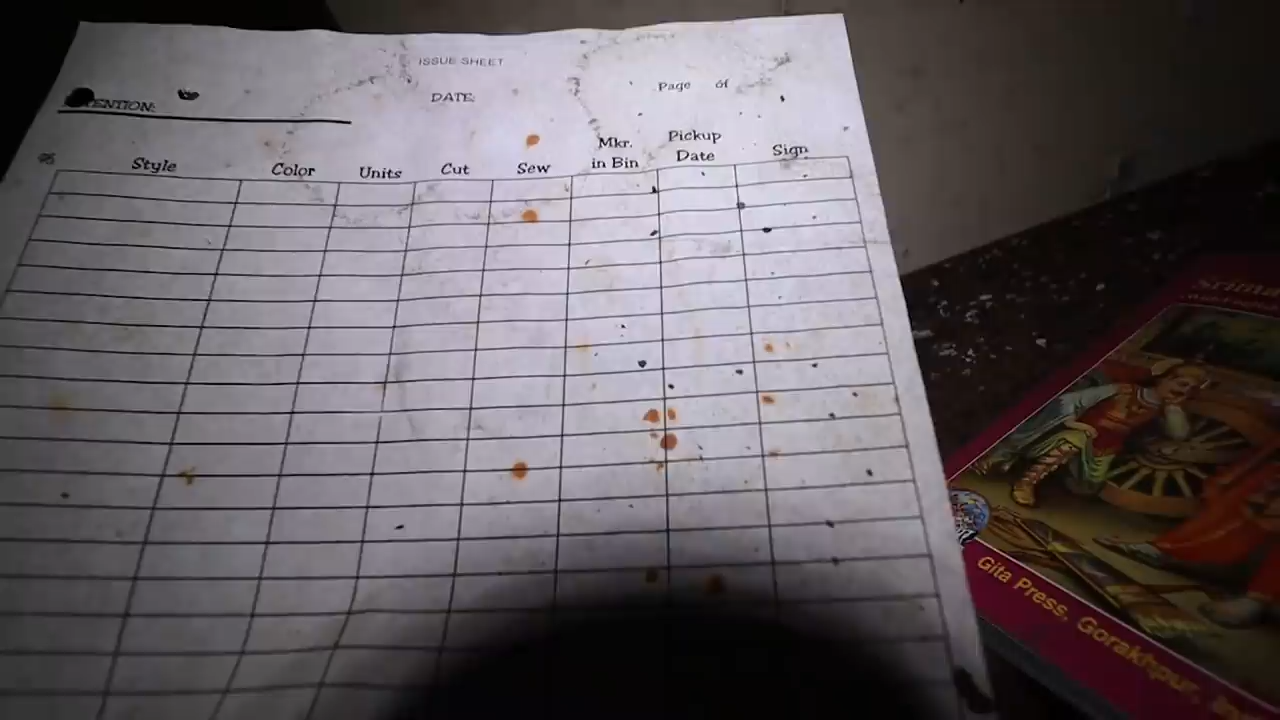 ISSUE SHEET
Page of
DATE:
Style Color Units Cut Sew Mkr. in Bin Pickup Date Sign
Gita Press, Gorakhpur,